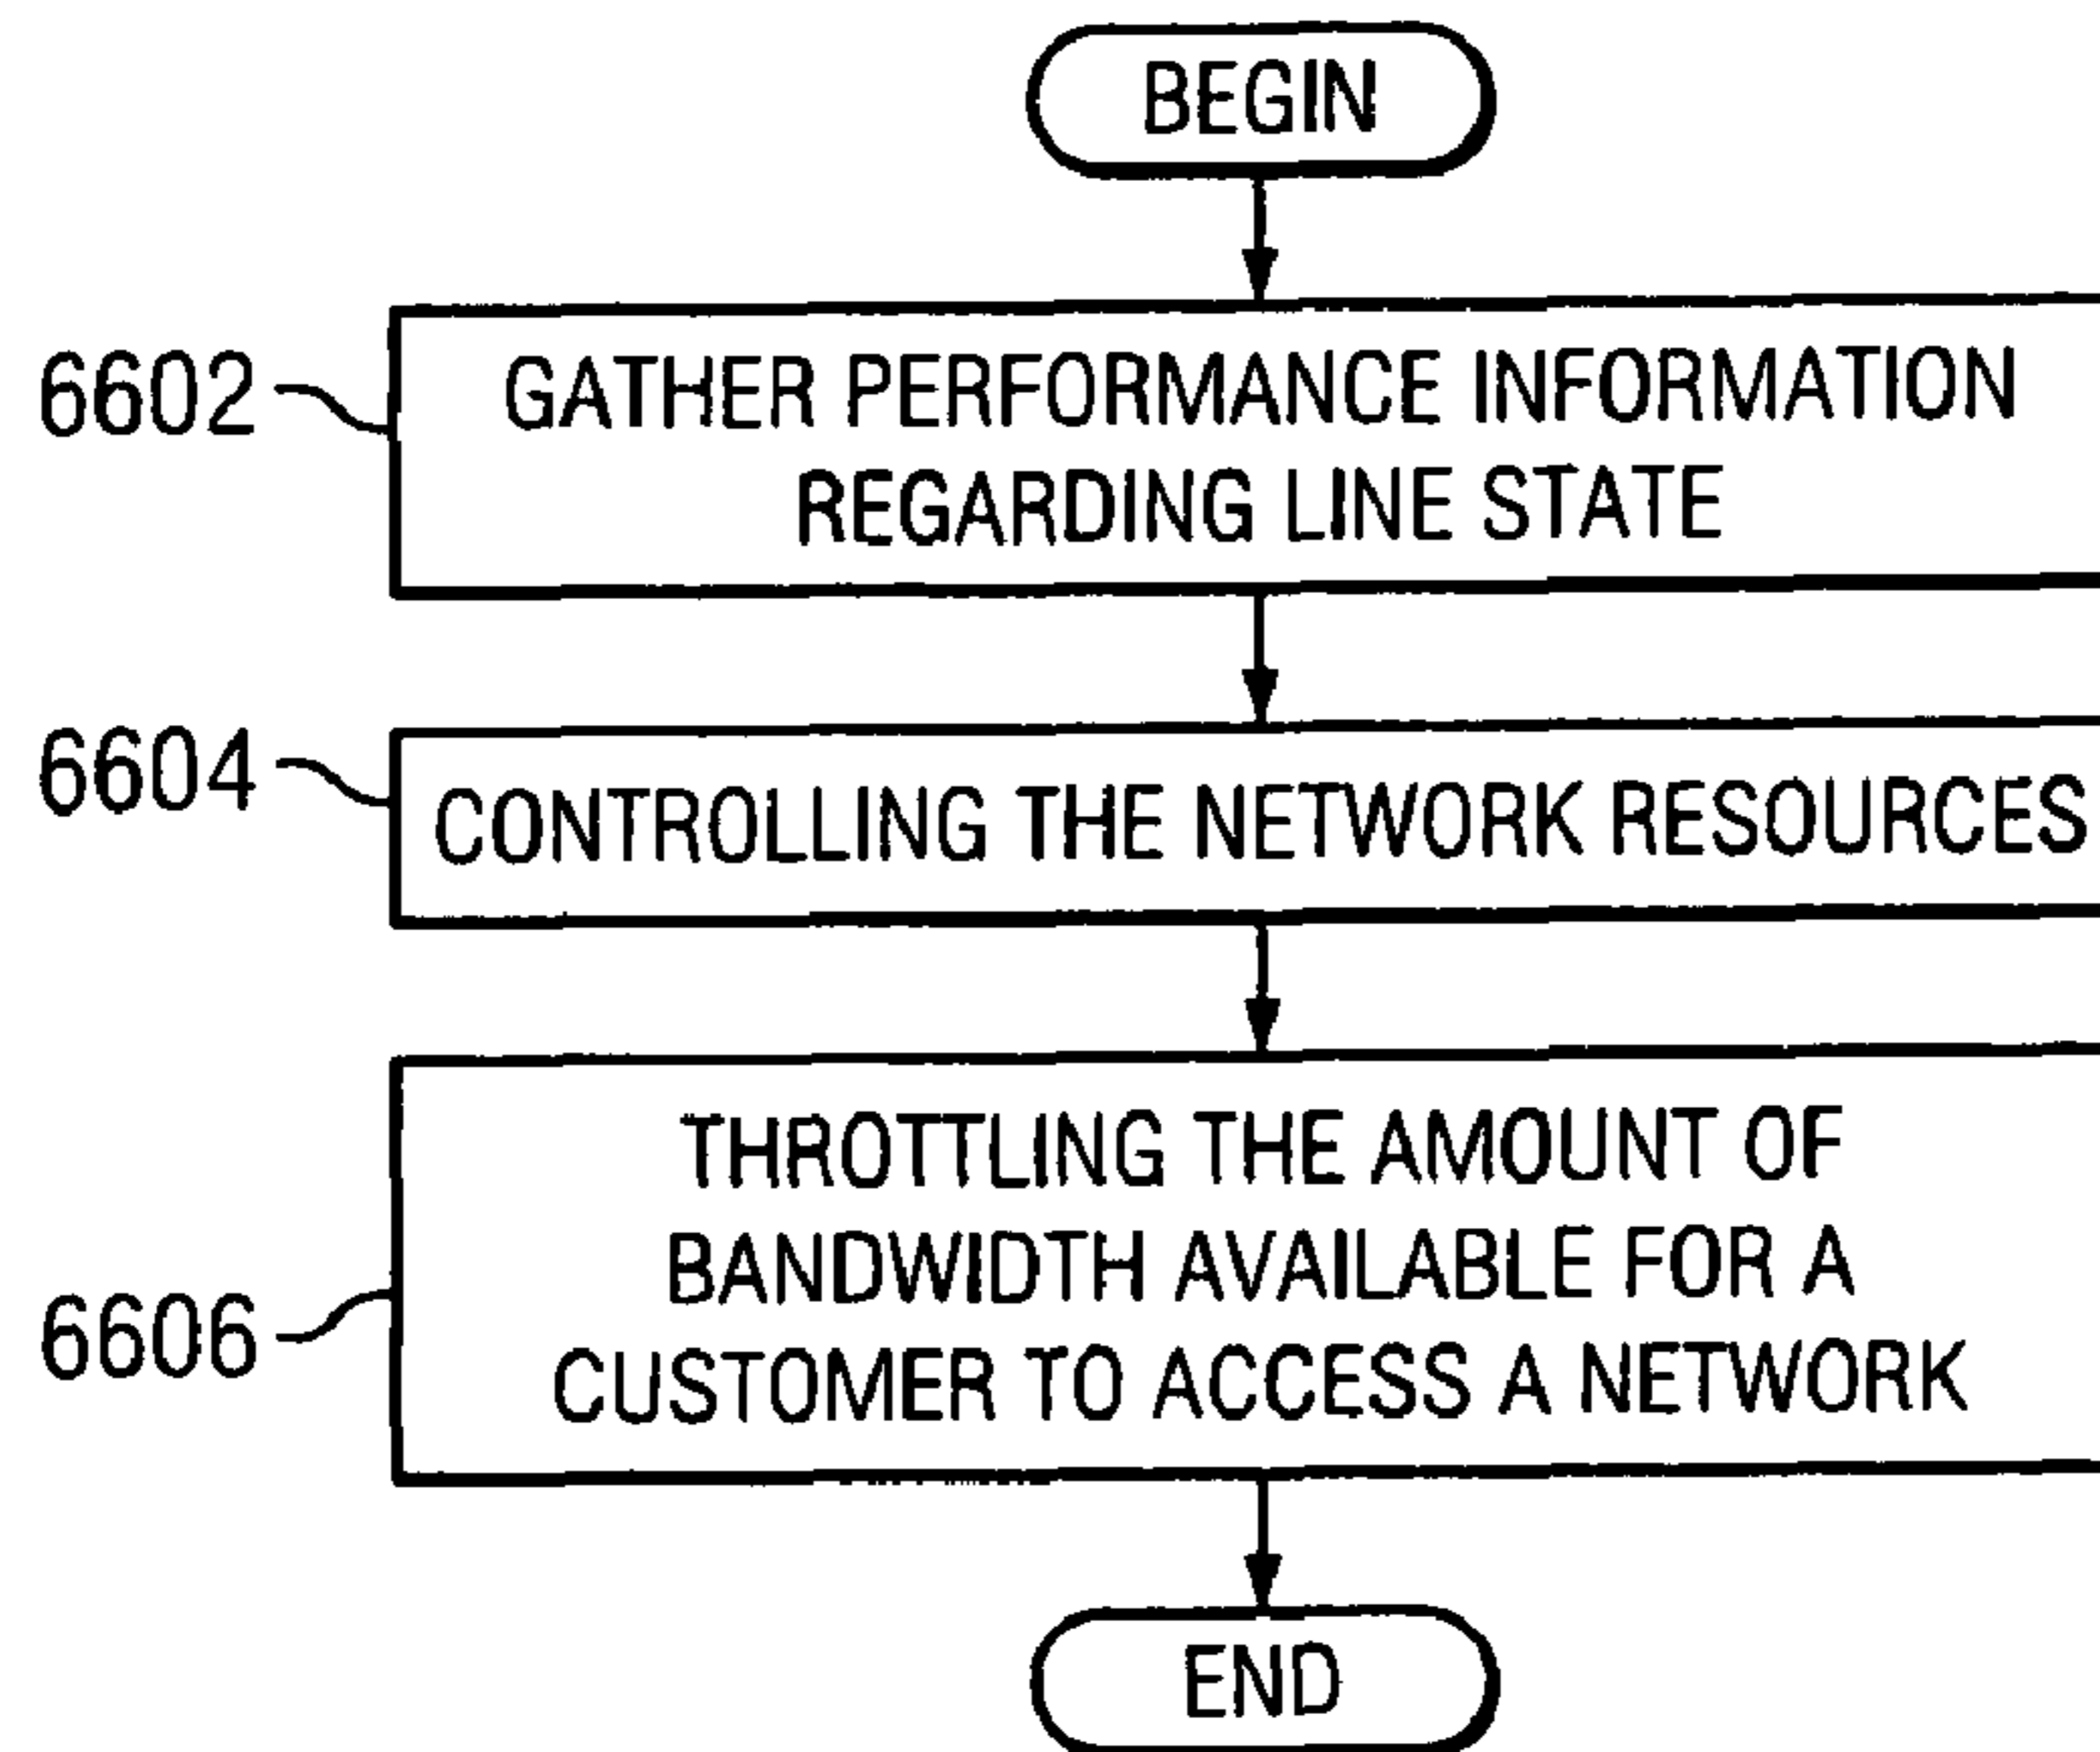 BEGIN
6602
GATHER PERFORMANCE INFORMATION
REGARDING LINE STATE
6604
CONTROLLING THE NETWORK RESOURCES
6606
THROTTLING THE AMOUNT OF
BANDWIDTH AVAILABLE FOR A
CUSTOMER TO ACCESS A NETWORK
END